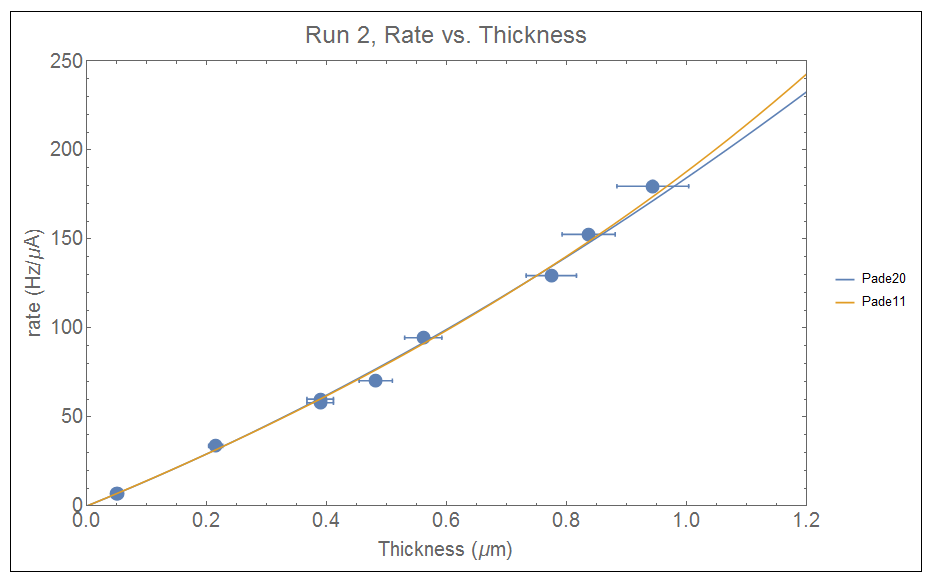 Run 2, Rate vs. Thickness
250
200
150
100
50
0
rate (Hz/μA)
0.0 0.2 0.4 0.6 0.8 1.0 1.2
Thickness (μm)
Pade20
Pade11